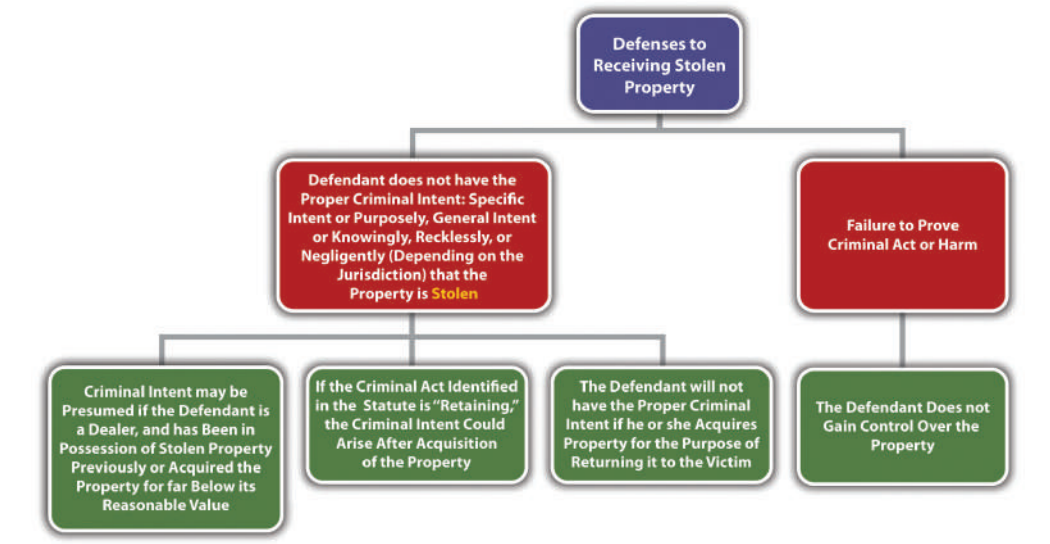 Defenses to
Receiving Stolen
Property
Defendant does not have the
Proper Criminal Intent: Specific
Intent or Purposely, General Intent
or Knowingly, Recklessly, or
Negligently (Depending on the
Jurisdiction) that the
Property is Stolen
Failure to Prove
Criminal Act or Harm
Criminal Intent may be
Presumed if the Defendant is
a Dealer, and has Been in
Possession of Stolen Property
Previously or Acquired the
Property for far Below its
Reasonable Value
If the Criminal Act Identified
in the Statute is “Retaining,”
the Criminal Intent Could
Arise After Acquisition
of the Property
The Defendant will not
have the Proper Criminal
Intent if he or she Acquires
Property for the Purpose of
Returning it to the Victim
The Defendant Does not
Gain Control Over the
Property